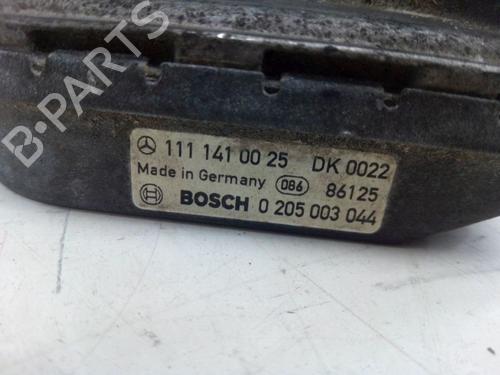 B-PARTS
111 141 00 25 DK 0022
Made in Germany 086 86125
BOSCH 0 205 003 044